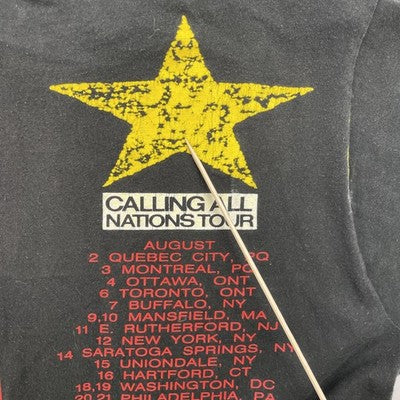 CALLING ALL
NATIONS TOUR
AUGUST
2 QUEBEC CITY, PQ
3 MONTREAL, PQ
4 OTTAWA, ONT
6 TORONTO, ONT
7 BUFFALO, NY
9,10 MANSFIELD, MA
11 E. RUTHERFORD, NJ
12 NEW YORK, NY
14 SARATOGA SPRINGS, NY
15 UNIONDALE, NY
16 HARTFORD, CT
18,19 WASHINGTON, DC
20,21 PHILADELPHIA, PA